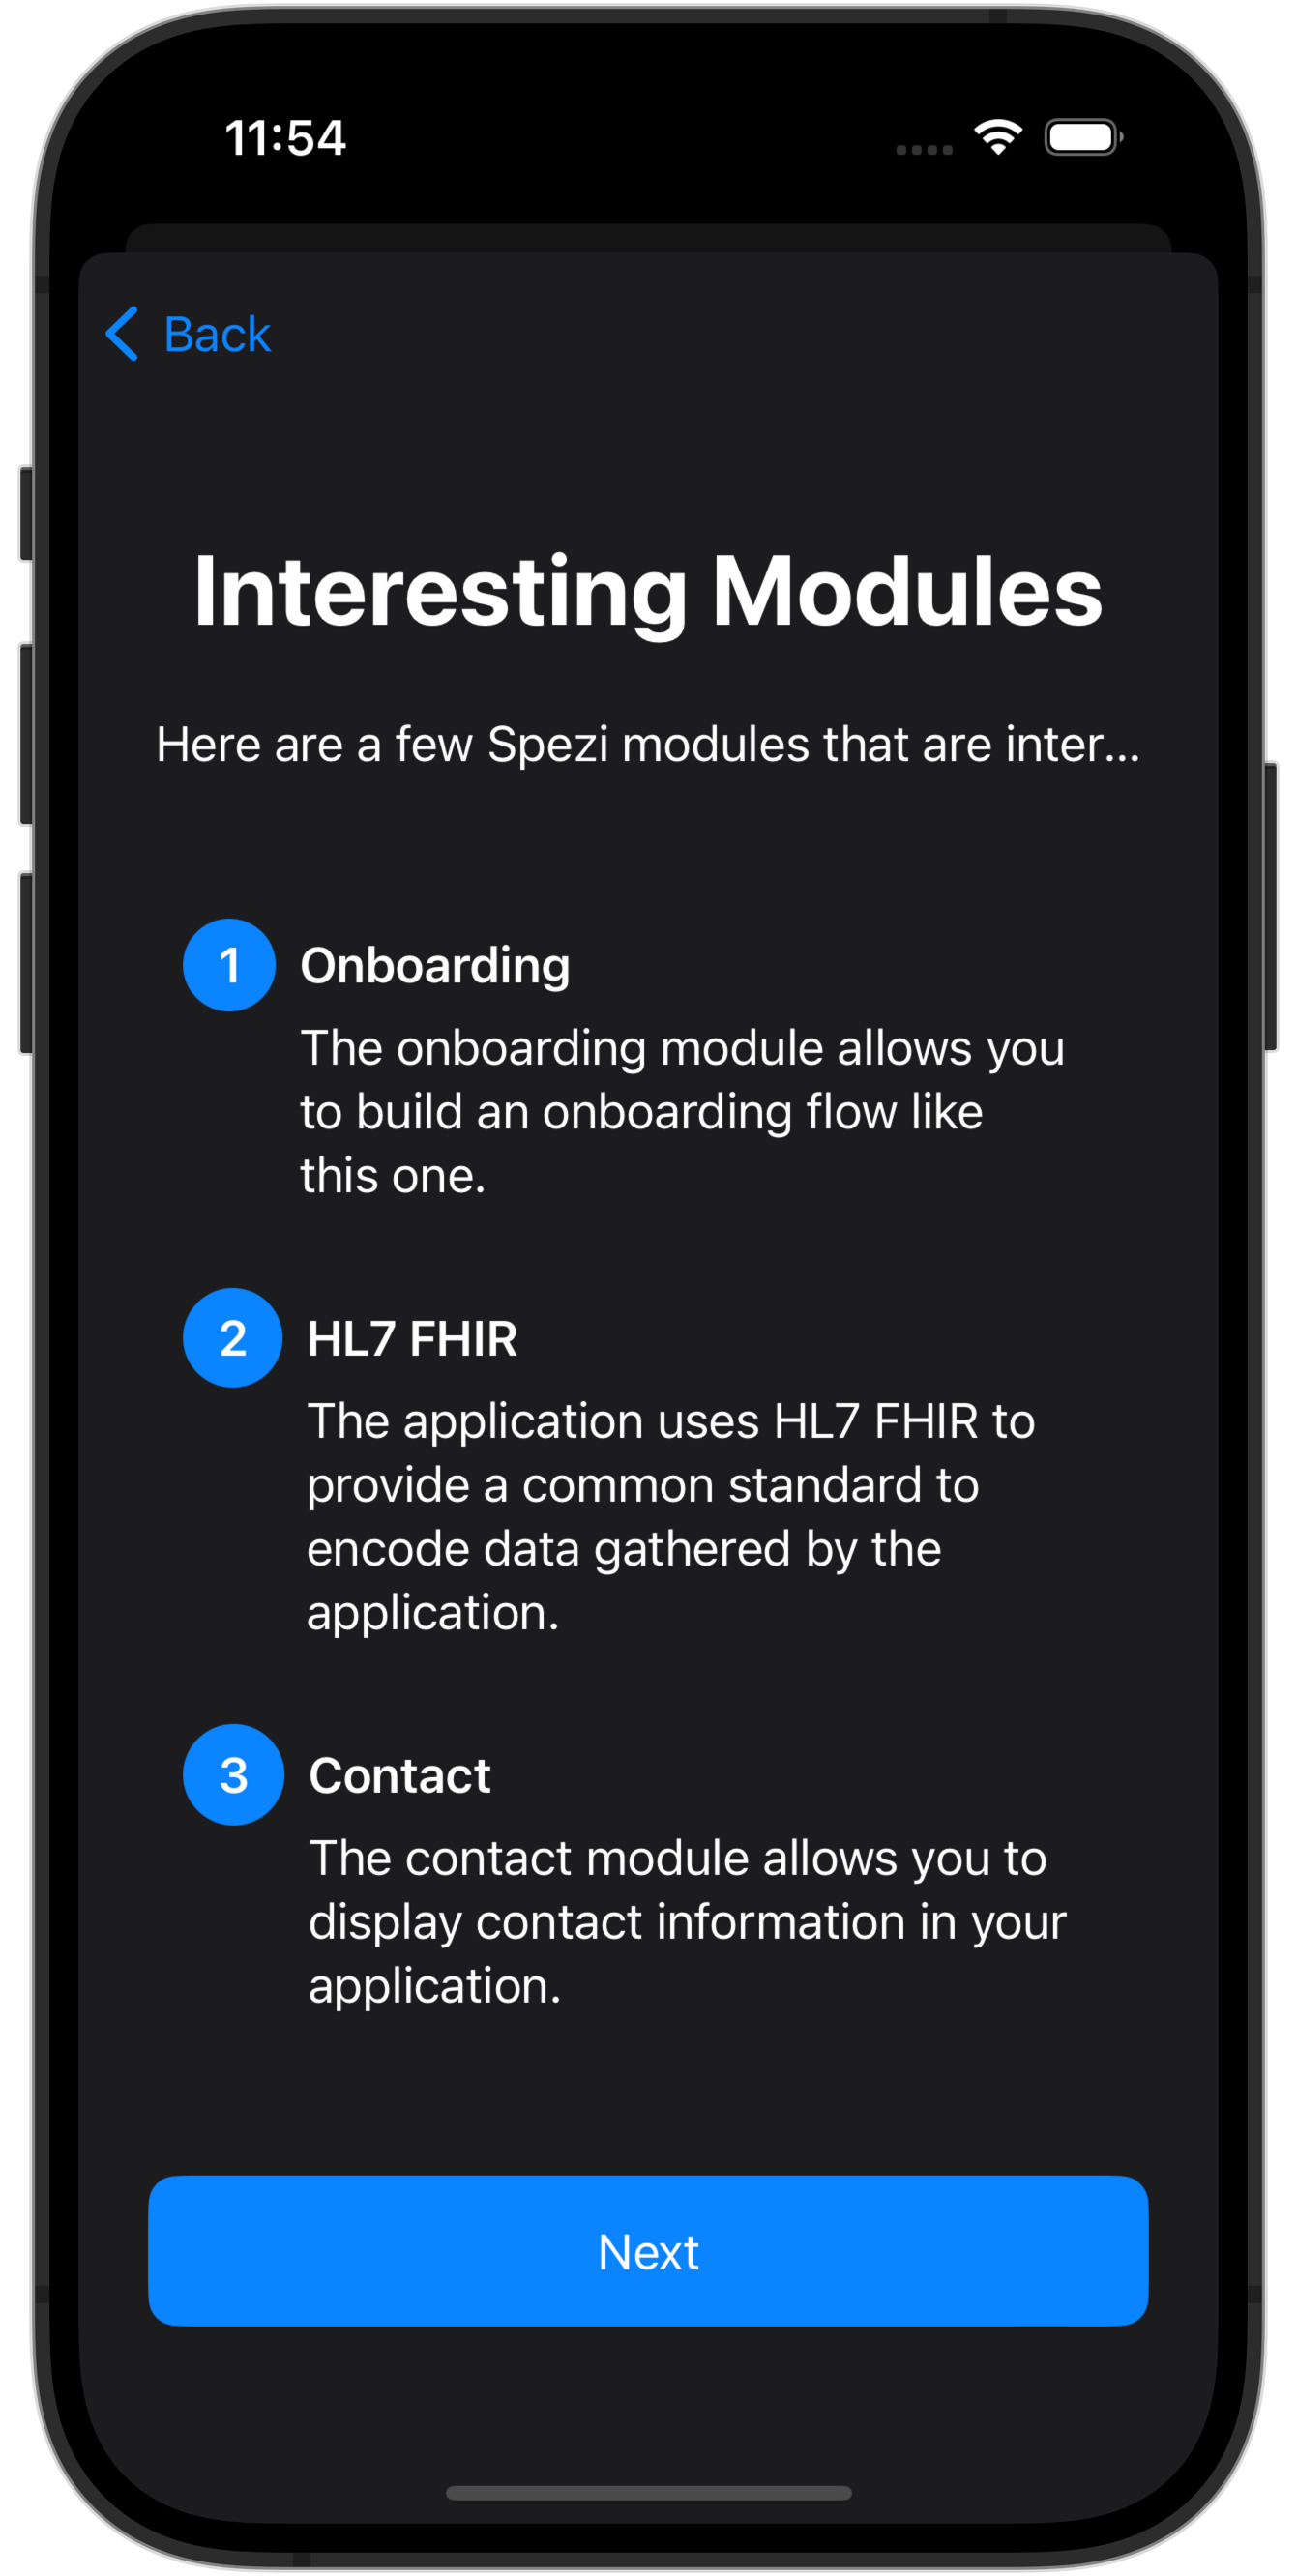 11:54
Back
Interesting Modules
Here are a few Spezi modules that are inter...
1 Onboarding
The onboarding module allows you
to build an onboarding flow like
this one.
2 HL7 FHIR
The application uses HL7 FHIR to
provide a common standard to
encode data gathered by the
application.
3 Contact
The contact module allows you to
display contact information in your
application.
Next